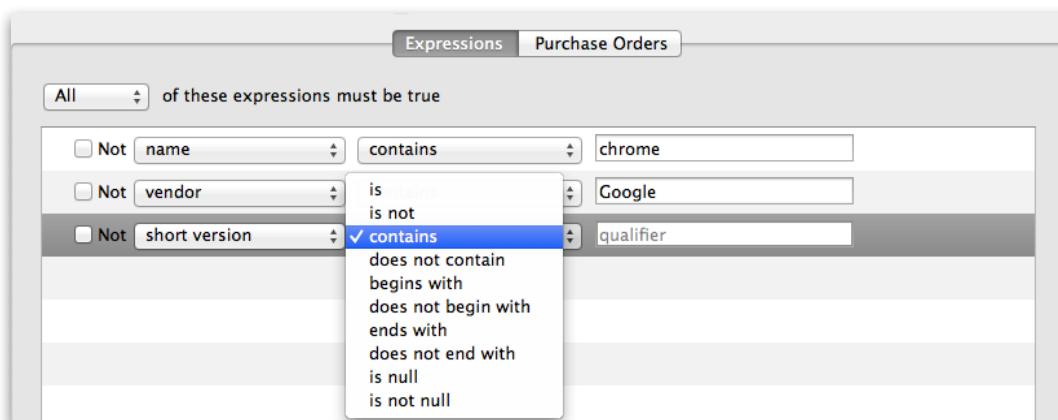 Expressions Purchase Orders
All of these expressions must be true
Not name contains chrome
Not vendor Google
is
is not
Not short version ✓ contains qualifier
does not contain
begins with
does not begin with
ends with
does not end with
is null
is not null